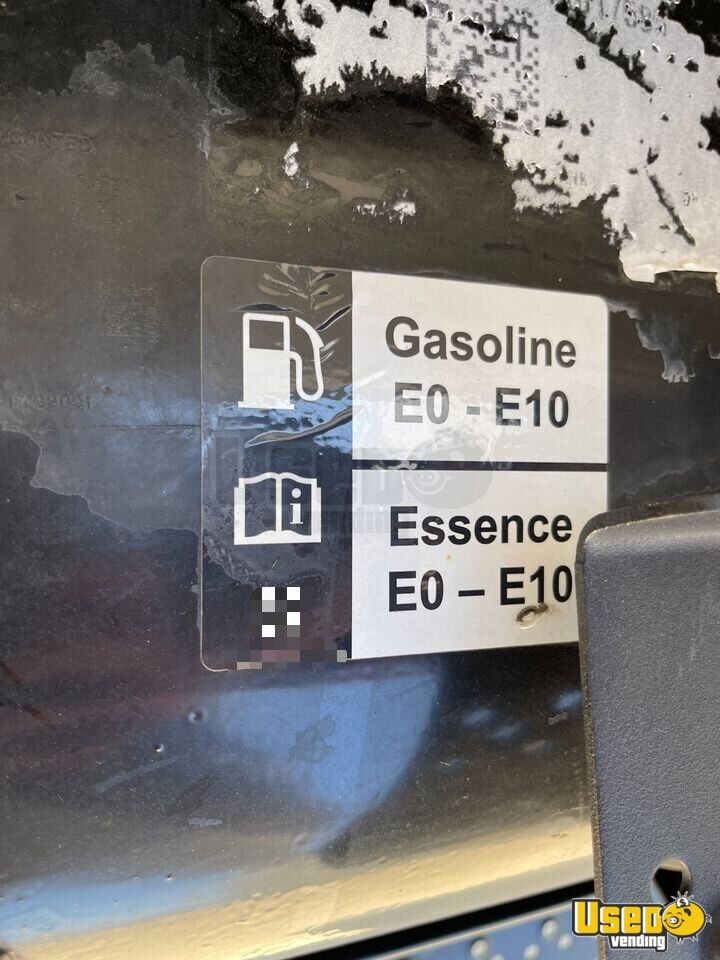 Gasoline
E0 - E10
i
Essence
E0 – E10
USED
vending